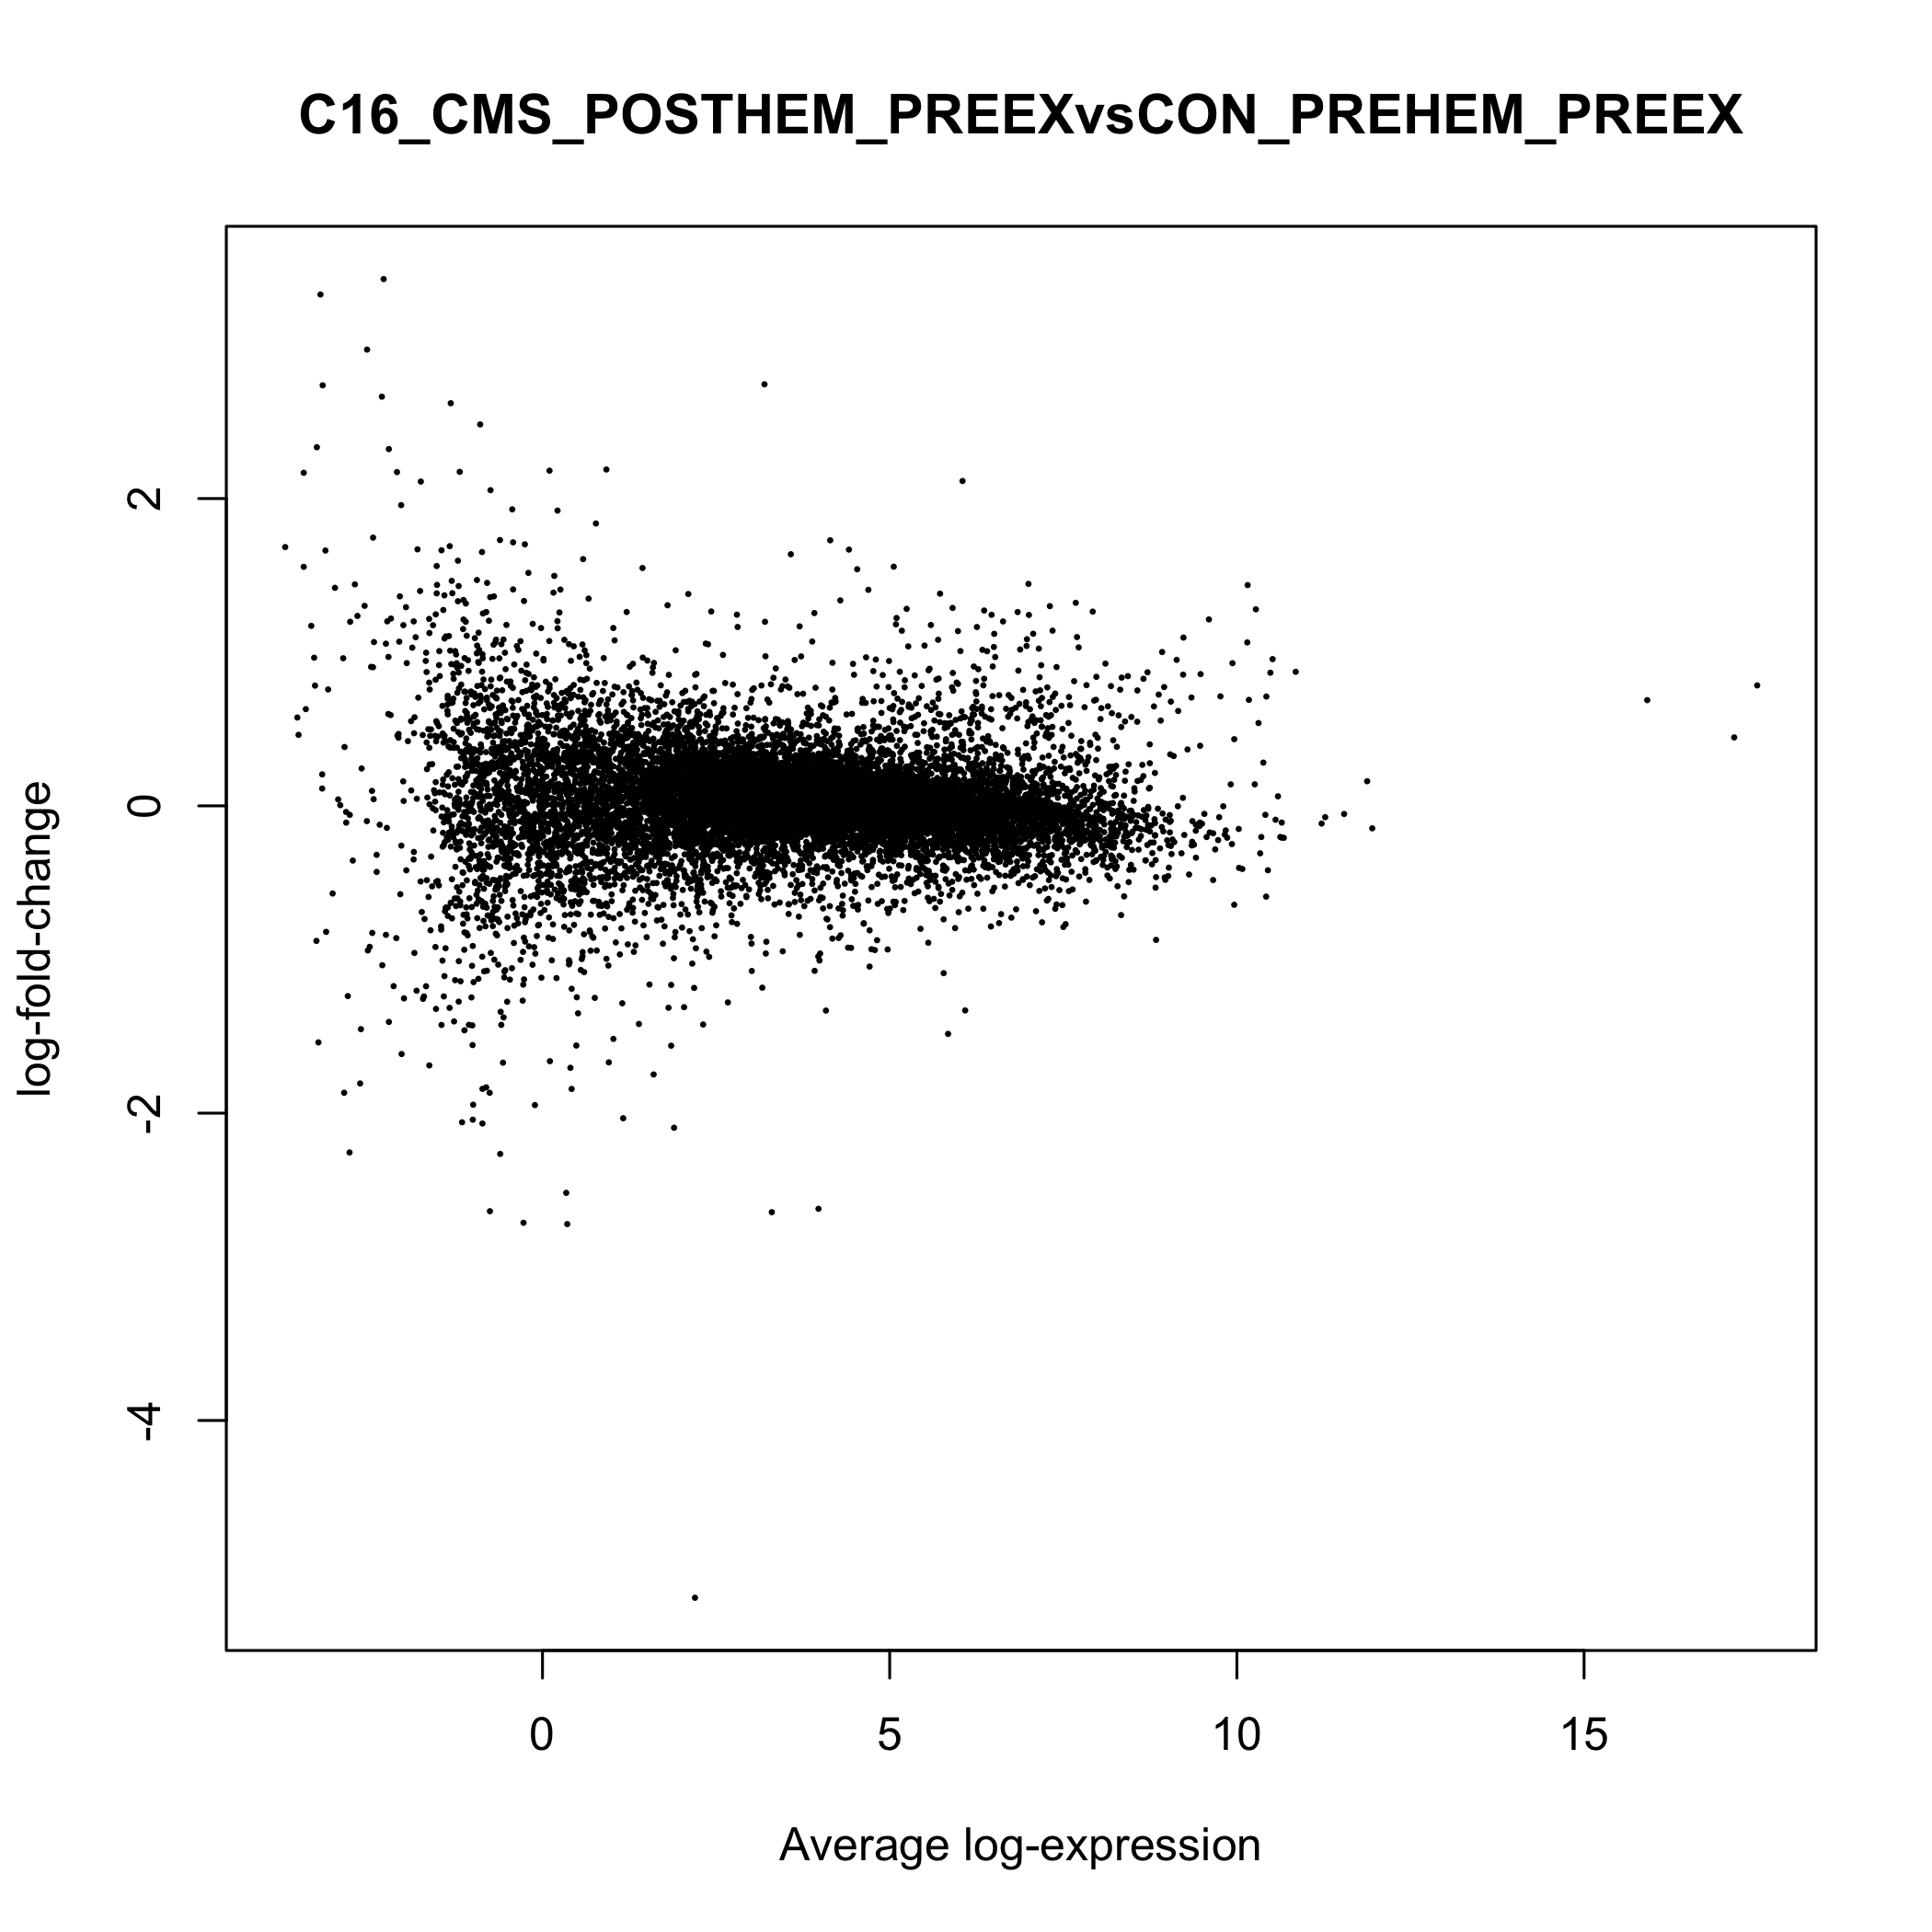 C16_CMS_POSTHEM_PREEXvsCON_PREHEM_PREEX
log-fold-change
2
0
-2
-4
0 5 10 15
Average log-expression